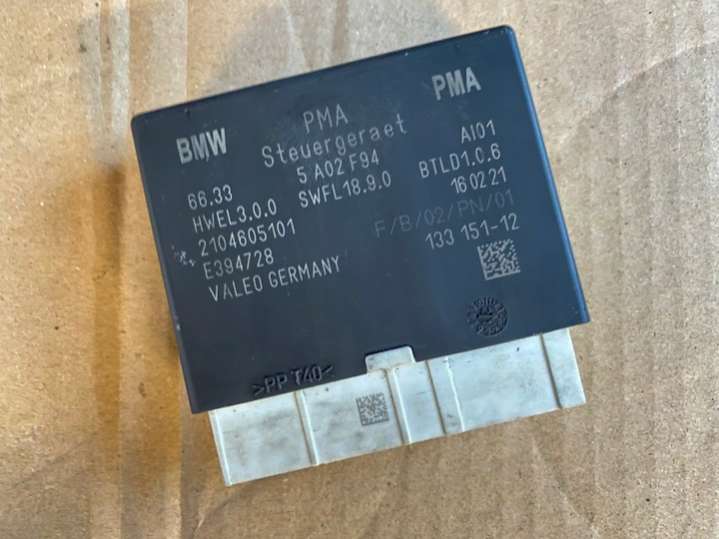 BMW PMA PMA
Steuergeraet
66.33 5 A02 F94 AI01
HWEL3.0.0 SWFL18.9.0 BTLD1.0.6
2104605101 160221
E394728 F/B/02/PN/01
VALEO GERMANY 133 151-12
>PP T40<